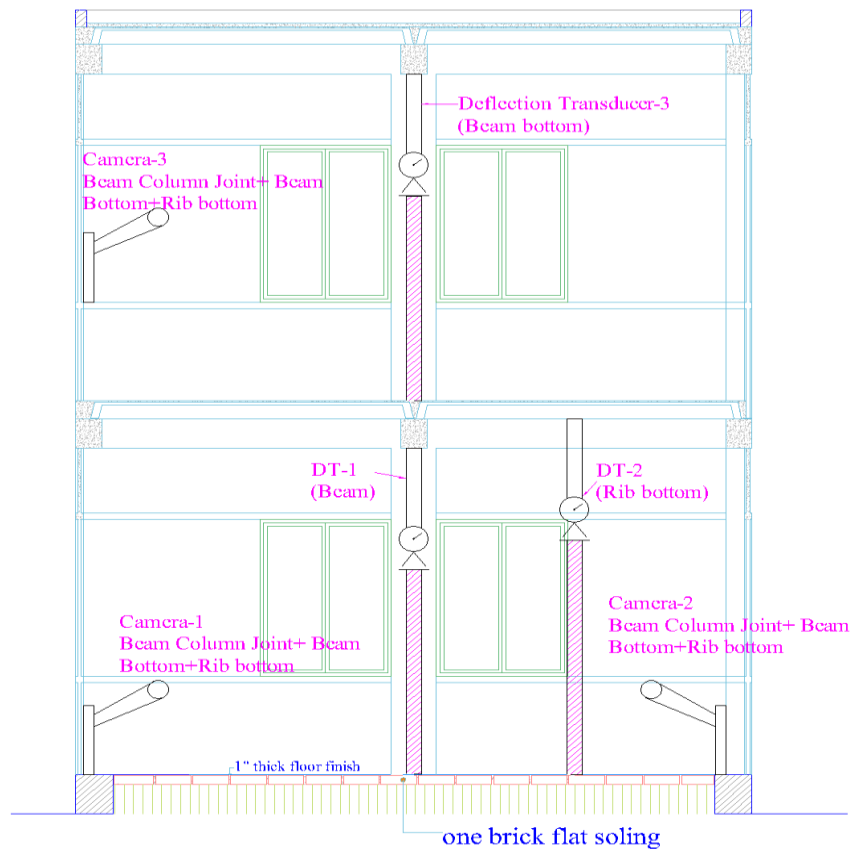 Deflection Transducer-3
(Beam bottom)
Camera-3
Beam Column Joint+ Beam
Bottom+Rib bottom
DT-1
(Beam)
DT-2
(Rib bottom)
Camera-1
Beam Column Joint+ Beam
Bottom+Rib bottom
Camera-2
Beam Column Joint+ Beam
Bottom+Rib bottom
1" thick floor finish
one brick flat soling